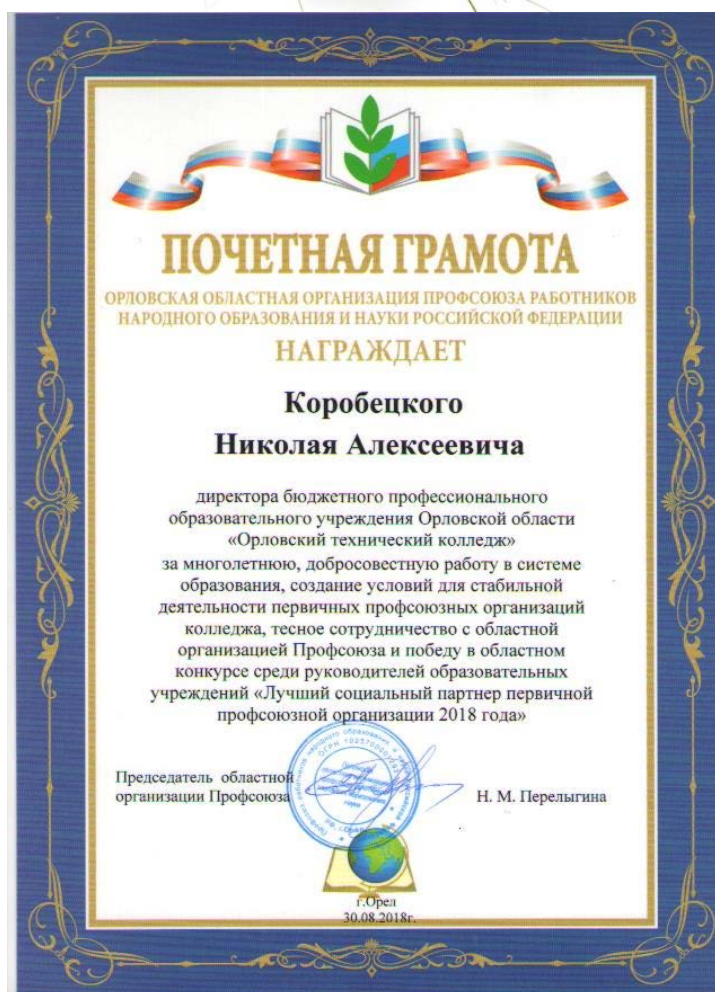 ПОЧЕТНАЯ ГРАМОТА
ОРЛОВСКАЯ ОБЛАСТНАЯ ОРГАНИЗАЦИЯ ПРОФСОЮЗА РАБОТНИКОВ
НАРОДНОГО ОБРАЗОВАНИЯ И НАУКИ РОССИЙСКОЙ ФЕДЕРАЦИИ
НАГРАЖДАЕТ
Коробецкого
Николая Алексеевича
директора бюджетного профессионального
образовательного учреждения Орловской области
«Орловский технический колледж»
за многолетнюю, добросовестную работу в системе
образования, создание условий для стабильной
деятельности первичных профсоюзных организаций
колледжа, тесное сотрудничество с областной
организацией Профсоюза и победу в областном
конкурсе среди руководителей образовательных
учреждений «Лучший социальный партнер первичной
профсоюзной организации 2018 года»
Председатель областной
организации Профсоюза
Н. М. Перелыгина
г.Орел
30.08.2018г.